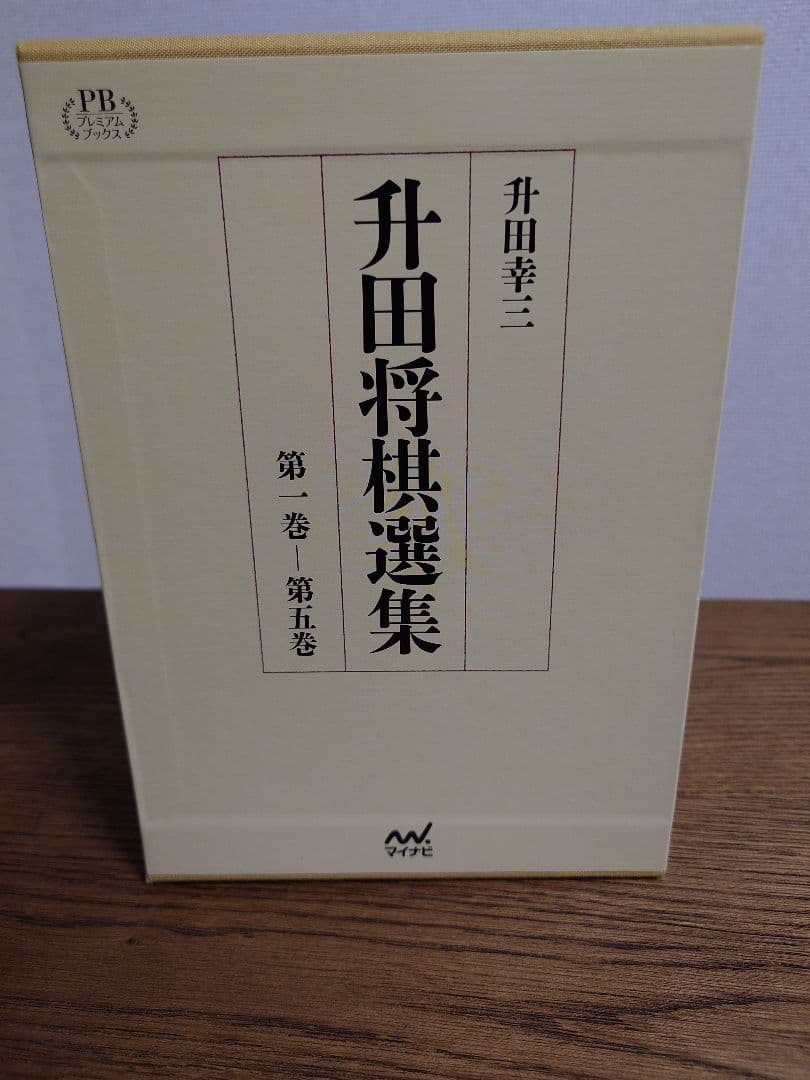 PB
プレミアム
ブックス
升田幸三
升田将棋選集
第一巻―第五巻
マイナビ